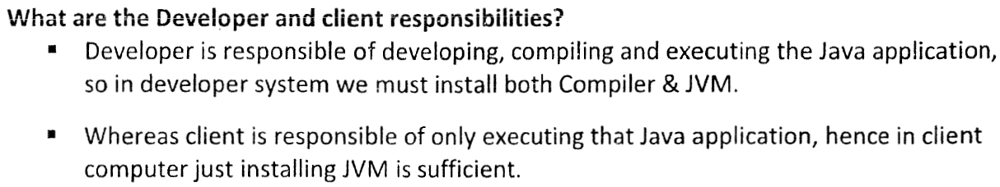 What are the Developer and client responsibilities?
▪ Developer is responsible of developing, compiling and executing the Java application,
so in developer system we must install both Compiler & JVM.
▪ Whereas client is responsible of only executing that Java application, hence in client
computer just installing JVM is sufficient.